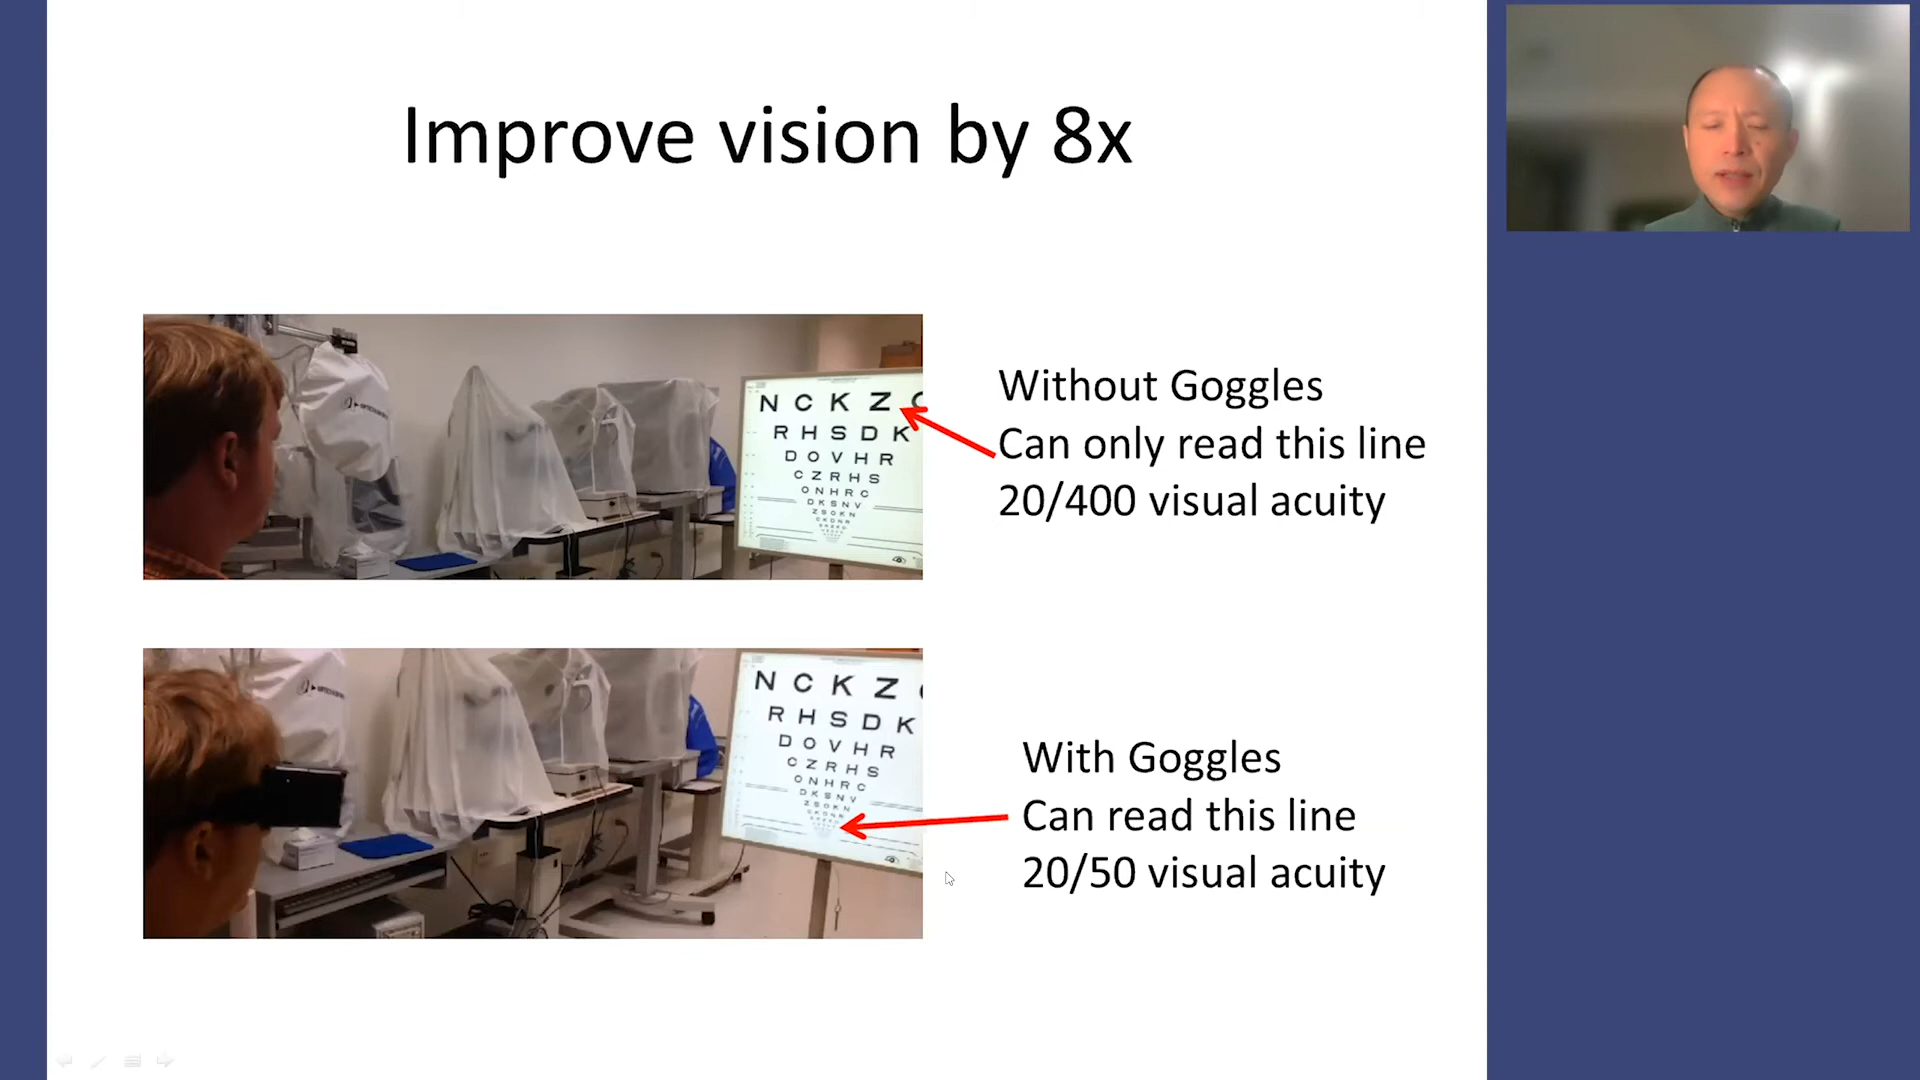 Improve vision by 8x
N C K Z
R H S D K
D O V H R
C Z R H S
O N H R C
D K S N V
Z S O K N
C K D N R
Without Goggles
Can only read this line
20/400 visual acuity
N C K Z
R H S D K
D O V H R
C Z R H S
O N H R C
D K S N V
Z S O K N
With Goggles
Can read this line
20/50 visual acuity